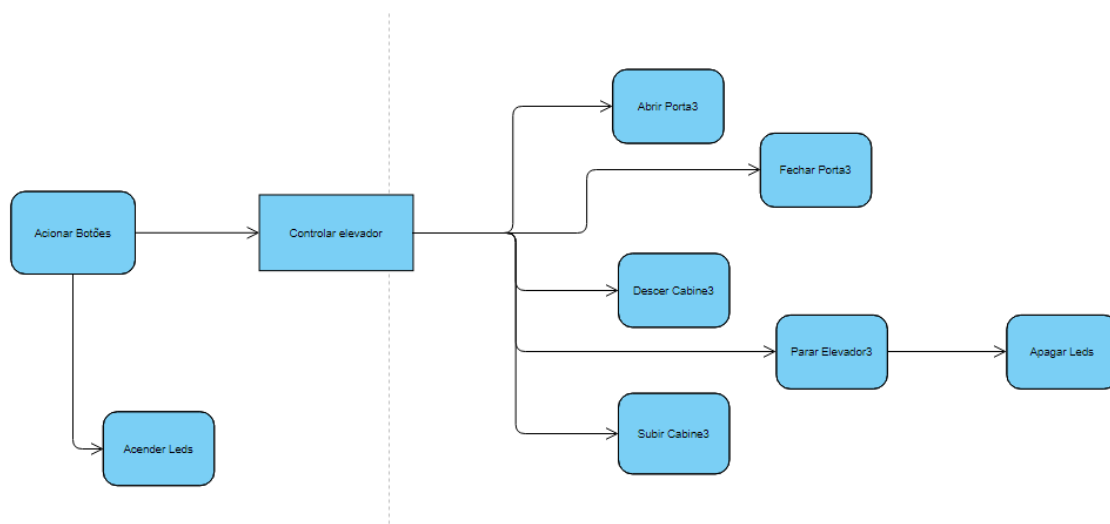 Abrir Porta3
Fechar Porta3
Acionar Botões
Controlar elevador
Descer Cabine3
Parar Elevador3
Apagar Leds
Subir Cabine3
Acender Leds